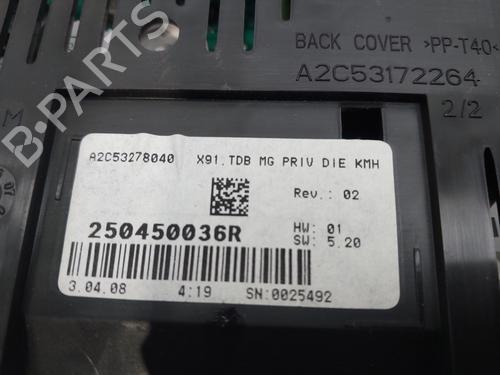 BACK COVER >PP-T40<
A2C53172264
2/2
A2C53278040 X91.TDB MG PRIV DIE KMH
Rev.: 02
250450036R
HW: 01
SW: 5.20
3.04.08 4:19 SN:0025492